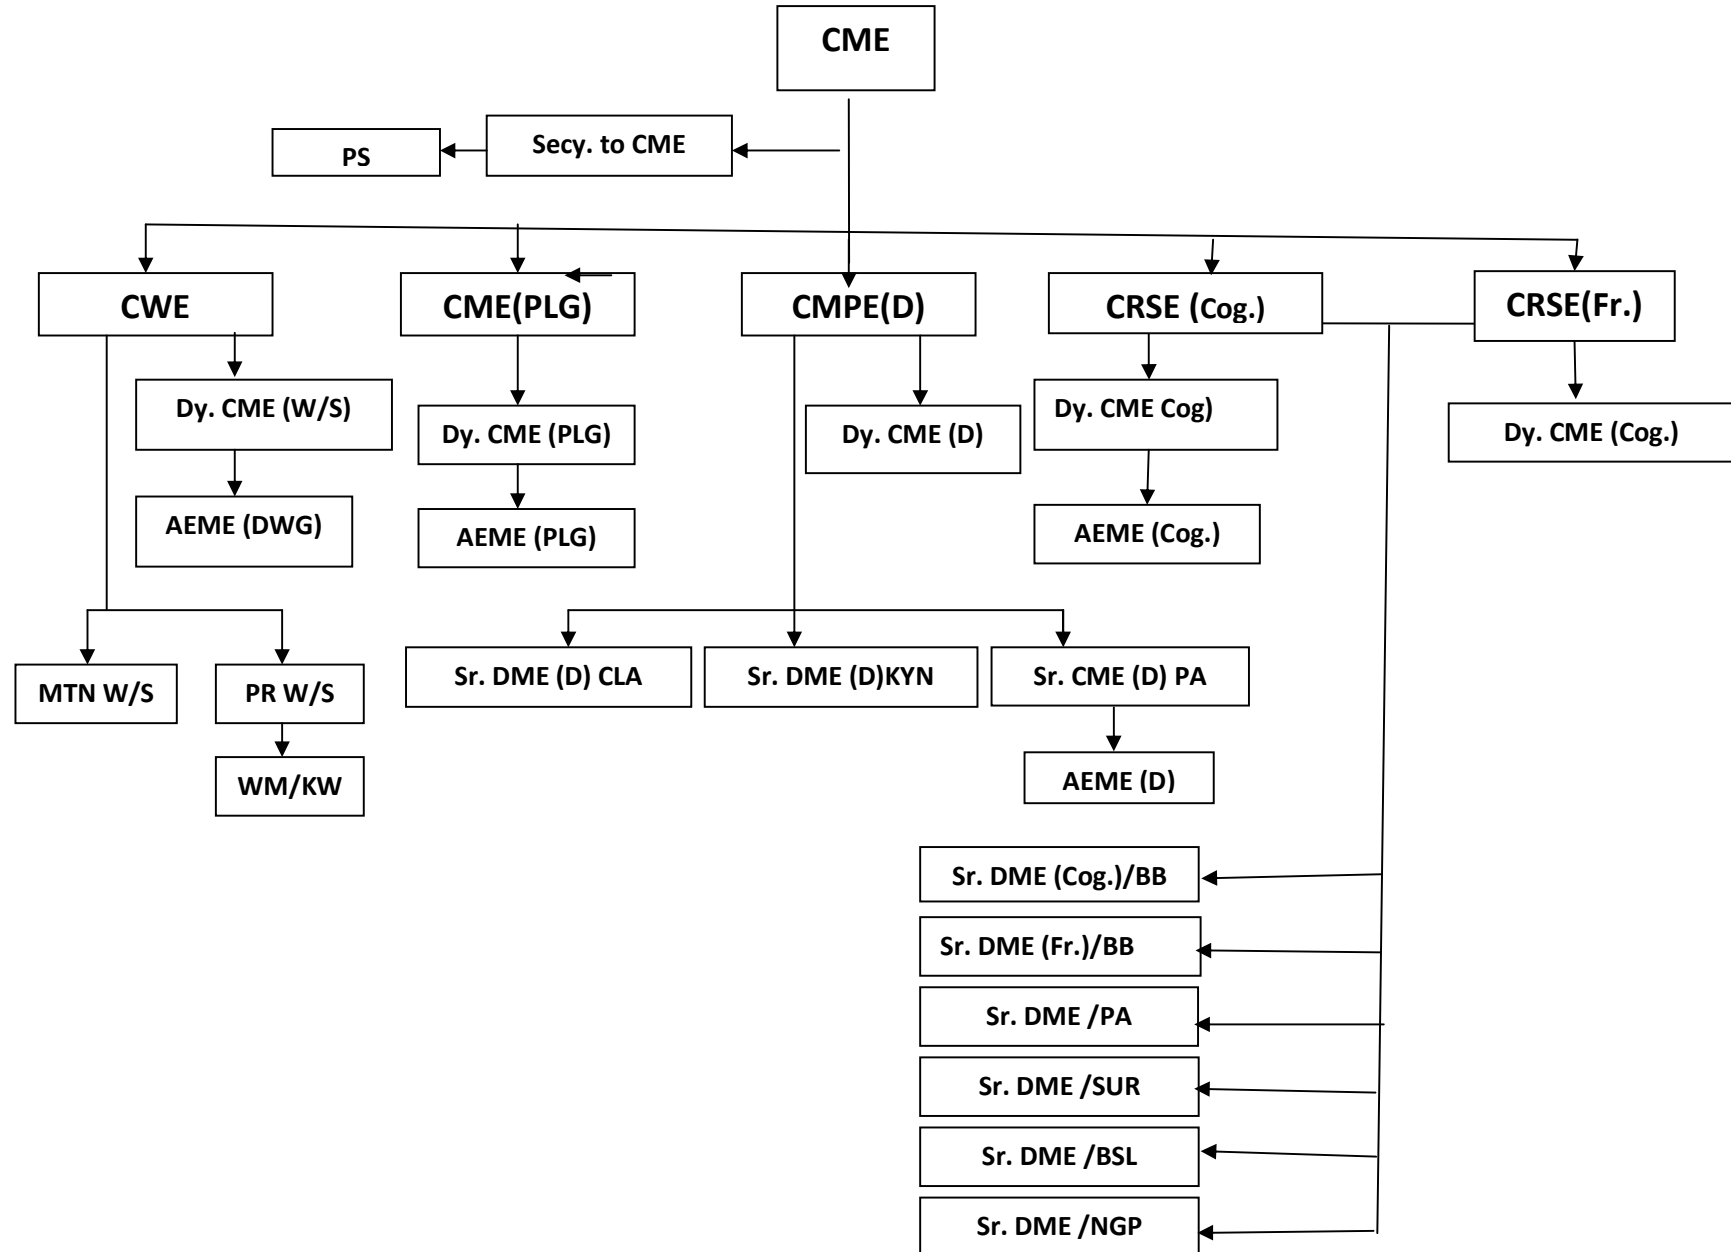 CME
PS
Secy. to CME
CWE
CME(PLG)
CMPE(D)
CRSE (Cog.)
CRSE(Fr.)
Dy. CME (W/S)
Dy. CME (PLG)
Dy. CME (D)
Dy. CME Cog)
Dy. CME (Cog.)
AEME (DWG)
AEME (PLG)
AEME (Cog.)
MTN W/S
PR W/S
Sr. DME (D) CLA
Sr. DME (D)KYN
Sr. CME (D) PA
WM/KW
AEME (D)
Sr. DME (Cog.)/BB
Sr. DME (Fr.)/BB
Sr. DME /PA
Sr. DME /SUR
Sr. DME /BSL
Sr. DME /NGP